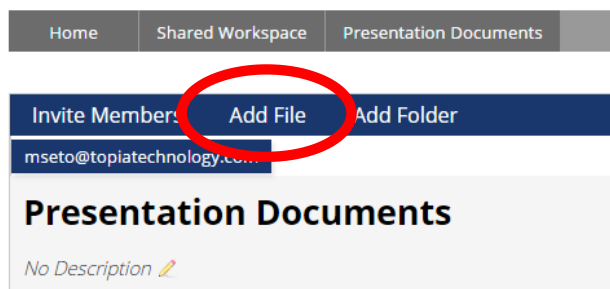 Home Shared Workspace Presentation Documents
Invite Members Add File Add Folder
mseto@topiatechnology.com
Presentation Documents
No Description